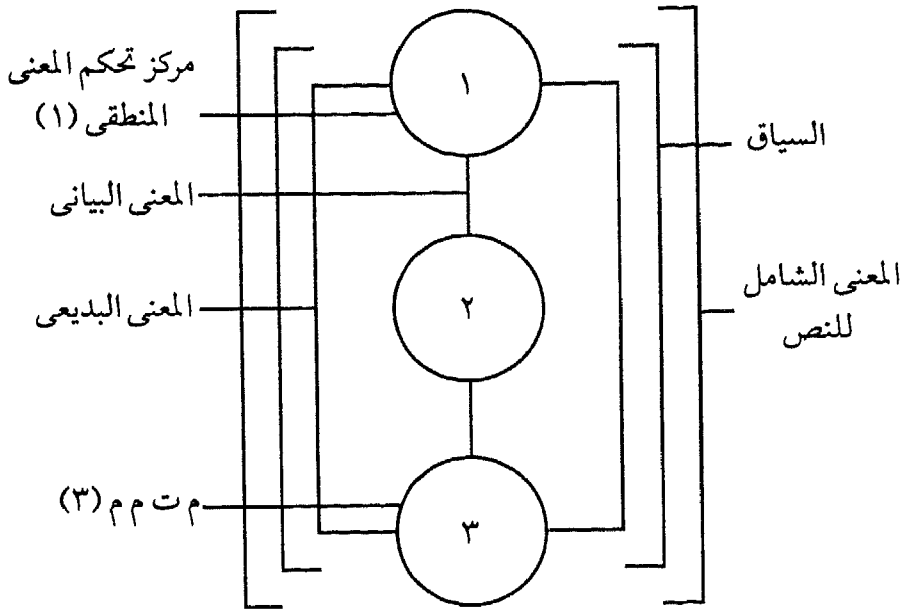 مركز تحكم المعنى
المنطقى (١)
المعنى البيانى
المعنى البديعى
م ت م م (٣)
١
٢
٣
السياق
المعنى الشامل
للنص